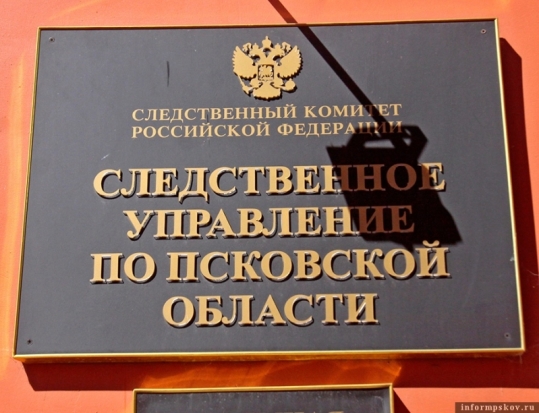 СЛЕДСТВЕННЫЙ КОМИТЕТ
РОССИЙСКОЙ ФЕДЕРАЦИИ
СЛЕДСТВЕННОЕ
УПРАВЛЕНИЕ
ПО ПСКОВСКОЙ
ОБЛАСТИ
informpskov.ru